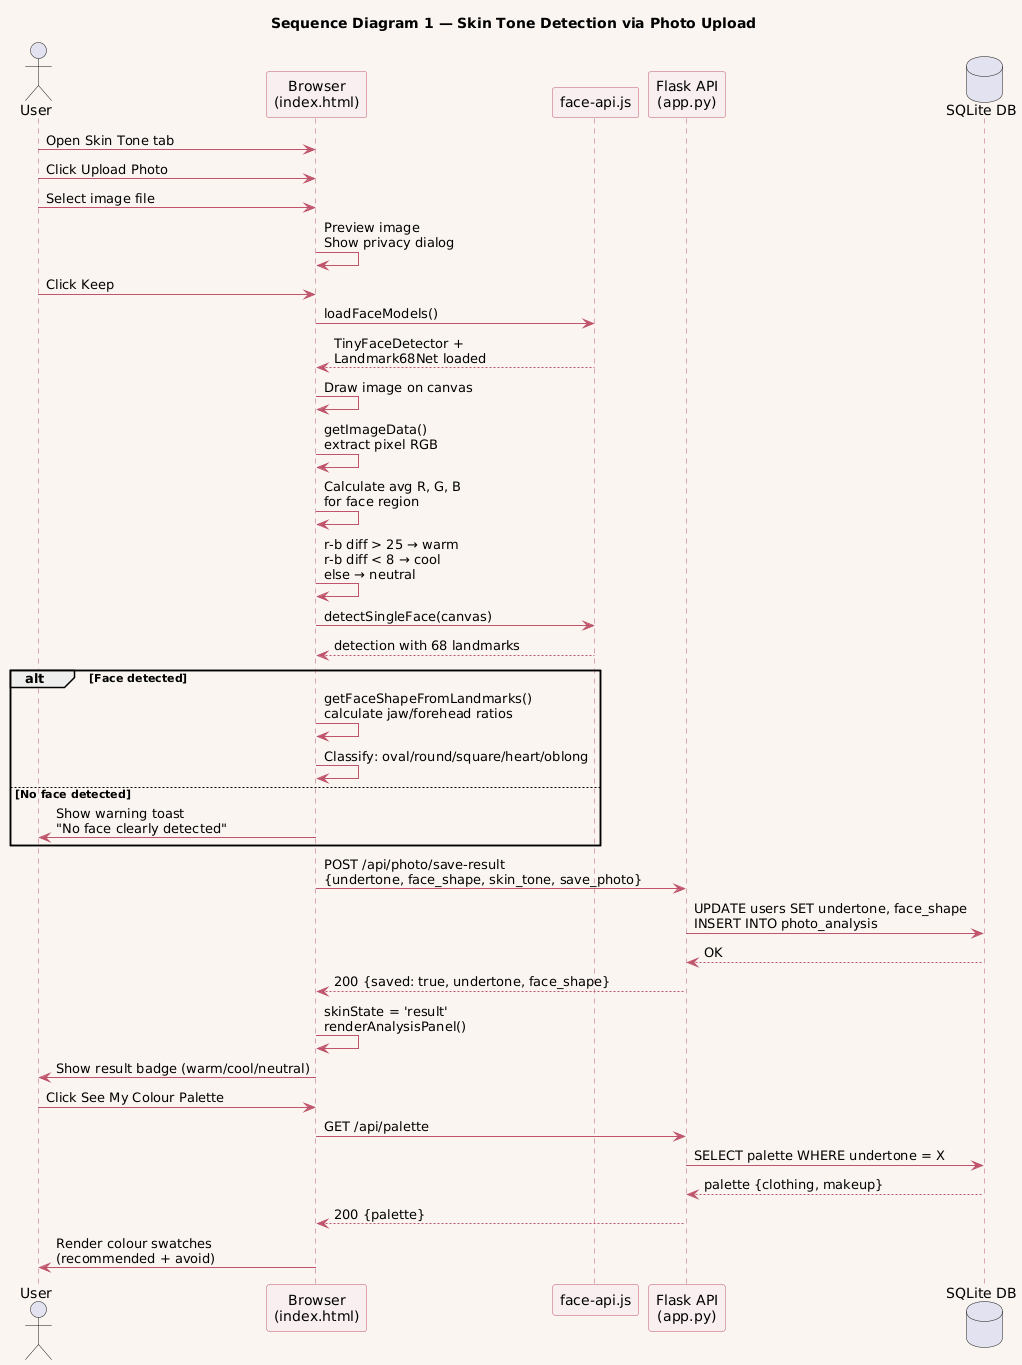 Sequence Diagram 1 — Skin Tone Detection via Photo Upload
User
Browser
(index.html)
face-api.js
Flask API
(app.py)
SQLite DB
Open Skin Tone tab
Click Upload Photo
Select image file
Preview image
Show privacy dialog
Click Keep
loadFaceModels()
TinyFaceDetector +
Landmark68Net loaded
Draw image on canvas
getImageData()
extract pixel RGB
Calculate avg R, G, B
for face region
r-b diff > 25 → warm
r-b diff < 8 → cool
else → neutral
detectSingleFace(canvas)
detection with 68 landmarks
alt [Face detected]
getFaceShapeFromLandmarks()
calculate jaw/forehead ratios
Classify: oval/round/square/heart/oblong
[No face detected]
Show warning toast
"No face clearly detected"
POST /api/photo/save-result
{undertone, face_shape, skin_tone, save_photo}
UPDATE users SET undertone, face_shape
INSERT INTO photo_analysis
OK
200 {saved: true, undertone, face_shape}
skinState = 'result'
renderAnalysisPanel()
Show result badge (warm/cool/neutral)
Click See My Colour Palette
GET /api/palette
SELECT palette WHERE undertone = X
palette {clothing, makeup}
200 {palette}
Render colour swatches
(recommended + avoid)
User
Browser
(index.html)
face-api.js
Flask API
(app.py)
SQLite DB